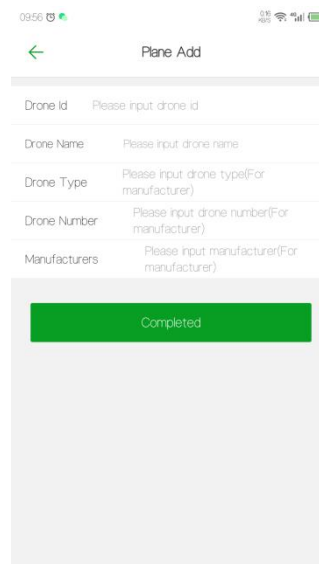 09:56
Plane Add
Drone Id Please input drone id
Drone Name Please input drone name
Drone Type Please input drone type(For
manufacturer)
Drone Number Please input drone number(For
manufacturer)
Manufacturers Please input manufacturer(For
manufacturer)
Completed